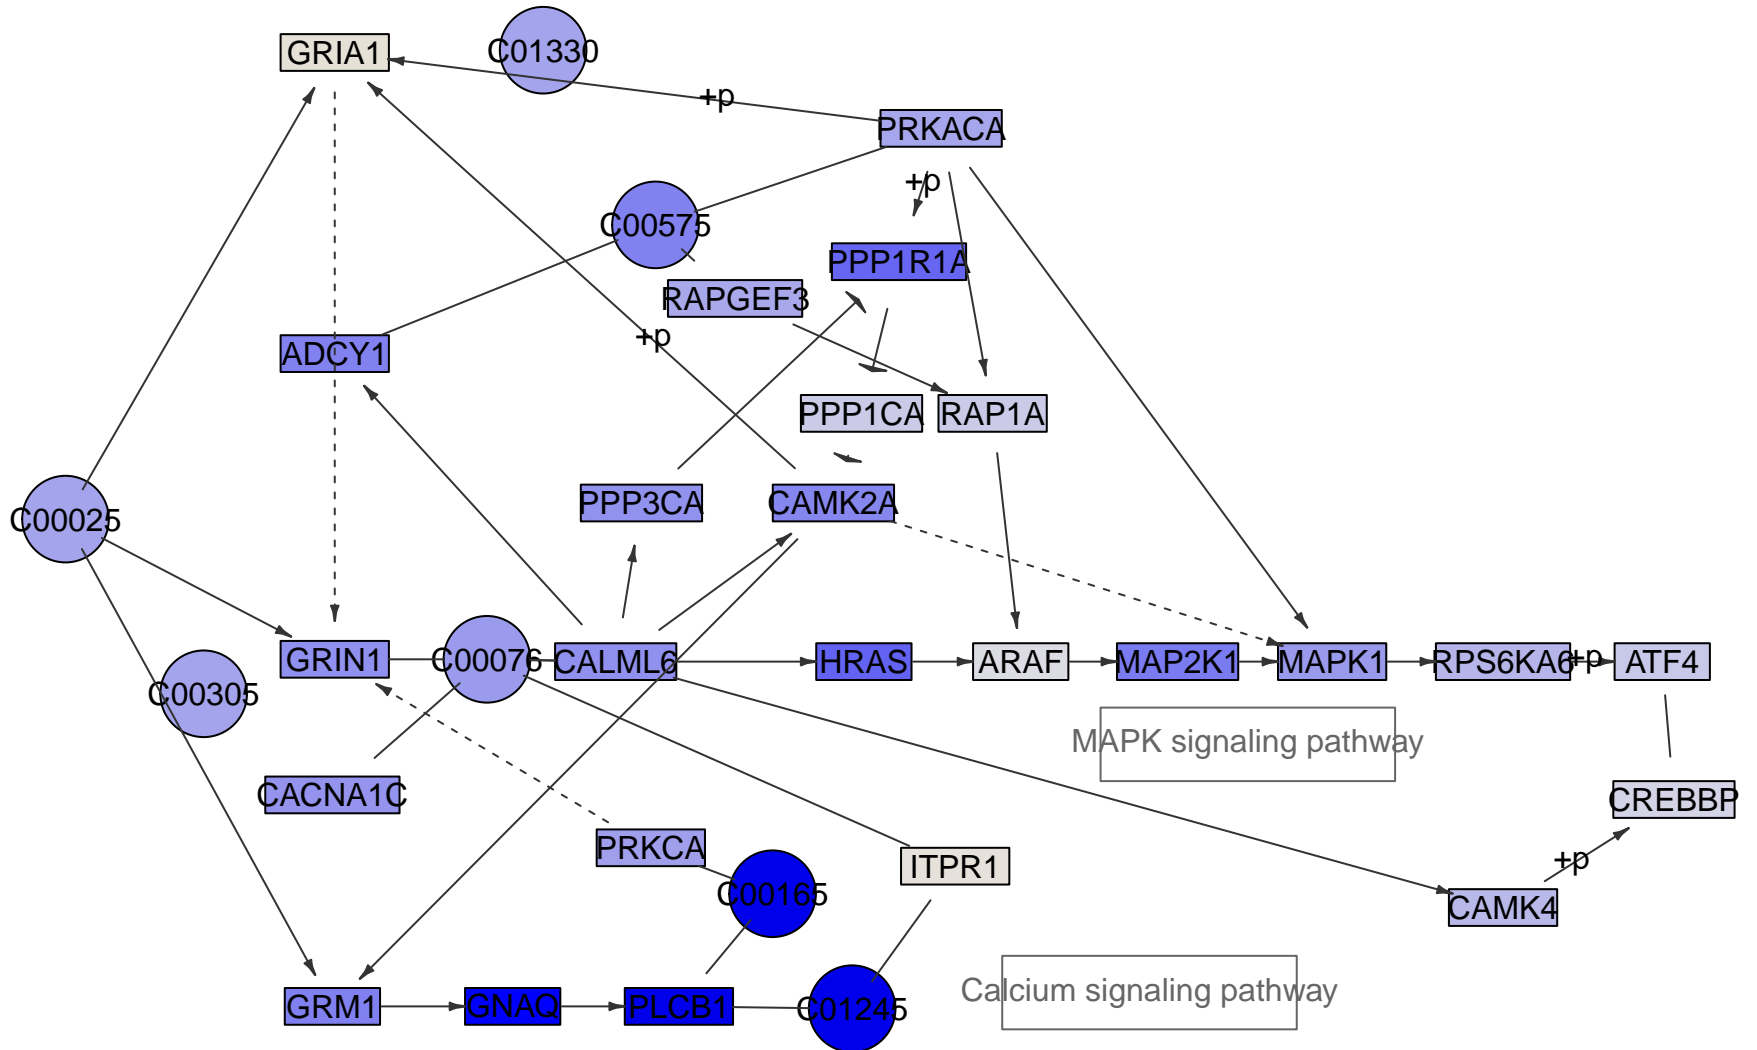 C01330
GRIA1
+p
PRKACA
+p
C00575
PPP1R1A
RAPGEF3
+p
ADCY1
PPP1CA
RAP1A
PPP3CA
CAMK2A
C00025
GRIN1
C00076
CALML6
HRAS
ARAF
MAP2K1
MAPK1
RPS6KA6
+p
ATF4
C00305
MAPK signaling pathway
CACNA1C
CREBBP
PRKCA
ITPR1
+p
C00165
CAMK4
Calcium signaling pathway
GRM1
GNAQ
PLCB1
C01245